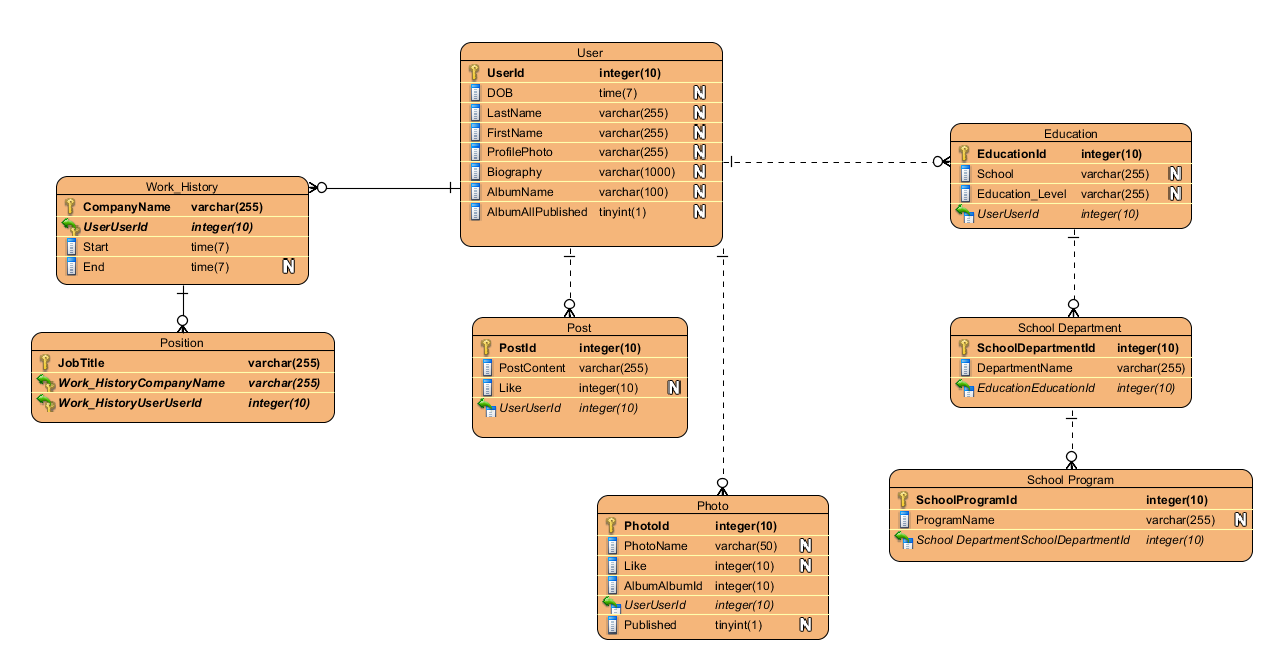 User
UserId integer(10)
DOB time(7) N
LastName varchar(255) N
FirstName varchar(255) N
ProfilePhoto varchar(255) N
Biography varchar(1000) N
AlbumName varchar(100) N
AlbumAllPublished tinyint(1) N
Education
EducationId integer(10)
School varchar(255) N
Education_Level varchar(255) N
UserUserId integer(10)
Work_History
CompanyName varchar(255)
UserUserId integer(10)
Start time(7)
End time(7) N
Position
JobTitle varchar(255)
Work_HistoryCompanyName varchar(255)
Work_HistoryUserUserId integer(10)
Post
PostId integer(10)
PostContent varchar(255)
Like integer(10) N
UserUserId integer(10)
School Department
SchoolDepartmentId integer(10)
DepartmentName varchar(255)
EducationEducationId integer(10)
School Program
SchoolProgramId integer(10)
ProgramName varchar(255) N
School DepartmentSchoolDepartmentId integer(10)
Photo
PhotoId integer(10)
PhotoName varchar(50) N
Like integer(10) N
AlbumAlbumId integer(10)
UserUserId integer(10)
Published tinyint(1) N